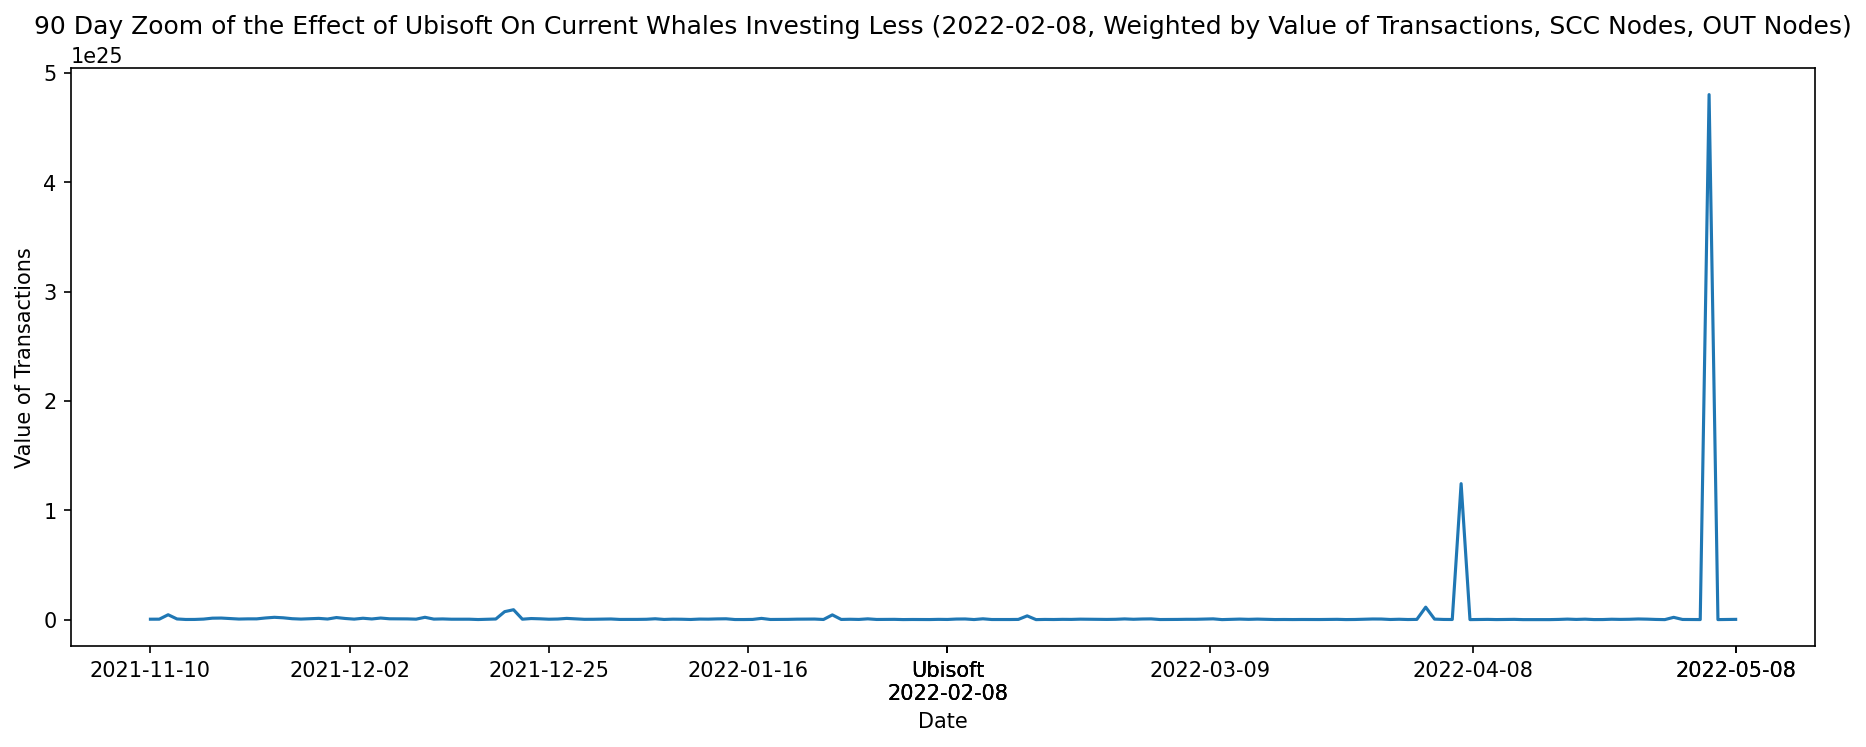 90 Day Zoom of the Effect of Ubisoft On Current Whales Investing Less (2022-02-08, Weighted by Value of Transactions, SCC Nodes, OUT Nodes)
1e25
5
4
3
2
1
0
Value of Transactions
2021-11-10 2021-12-02 2021-12-25 2022-01-16 Ubisoft 2022-03-09 2022-04-08 2022-05-08
2022-02-08
Date